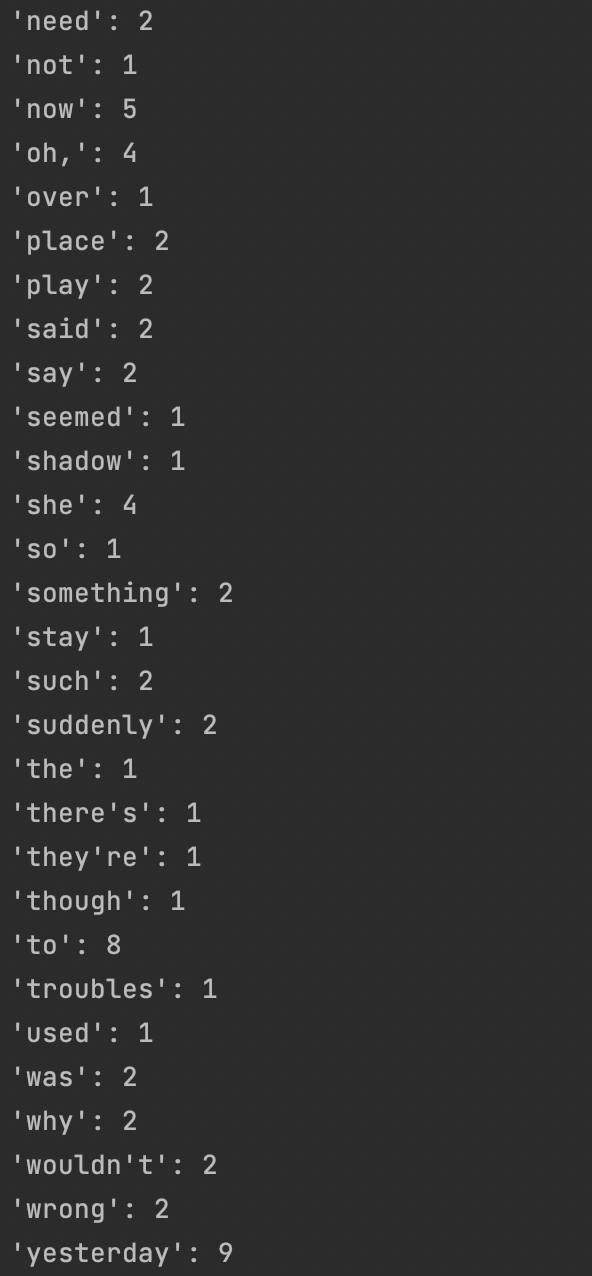 'need': 2
'not': 1
'now': 5
'oh,': 4
'over': 1
'place': 2
'play': 2
'said': 2
'say': 2
'seemed': 1
'shadow': 1
'she': 4
'so': 1
'something': 2
'stay': 1
'such': 2
'suddenly': 2
'the': 1
'there's': 1
'they're': 1
'though': 1
'to': 8
'troubles': 1
'used': 1
'was': 2
'why': 2
'wouldn't': 2
'wrong': 2
'yesterday': 9